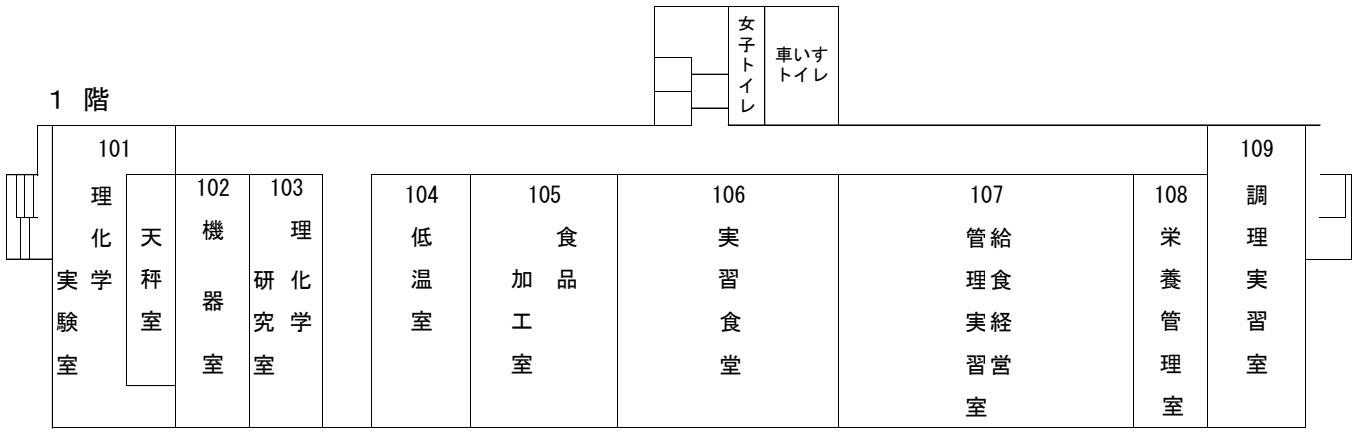 女子トイレ
車いす
トイレ
1 階
101
理化学
実験室
天秤室
102
機器室
103
理化学
研究室
104
低温室
105
食品
加工室
106
実習食堂
107
給食経営
管理実習室
108
栄養管理室
109
調理実習室